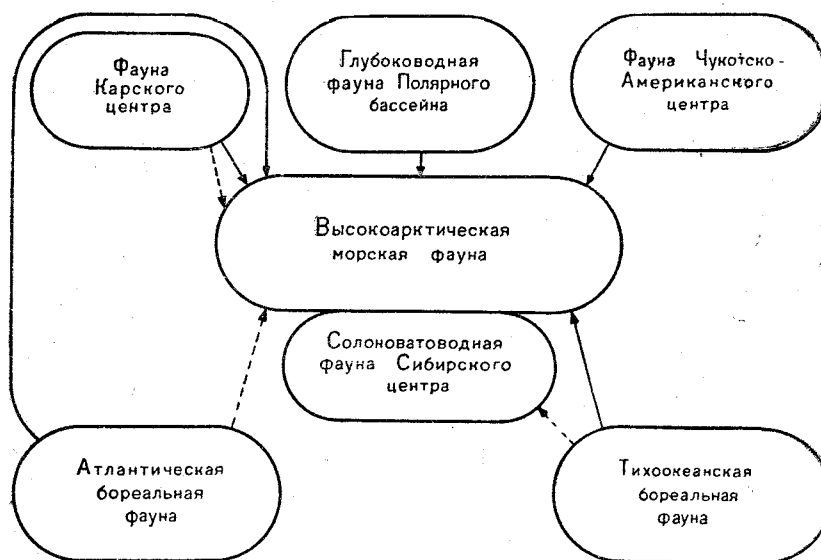 Фауна
Карского
центра
Глубоководная
фауна Полярного
бассейна
Фауна Чукотско-
Американского
центра
Высокоарктическая
морская фауна
Солоноватоводная
фауна Сибирского
центра
Атлантическая
бореальная
фауна
Тихоокеанская
бореальная
фауна